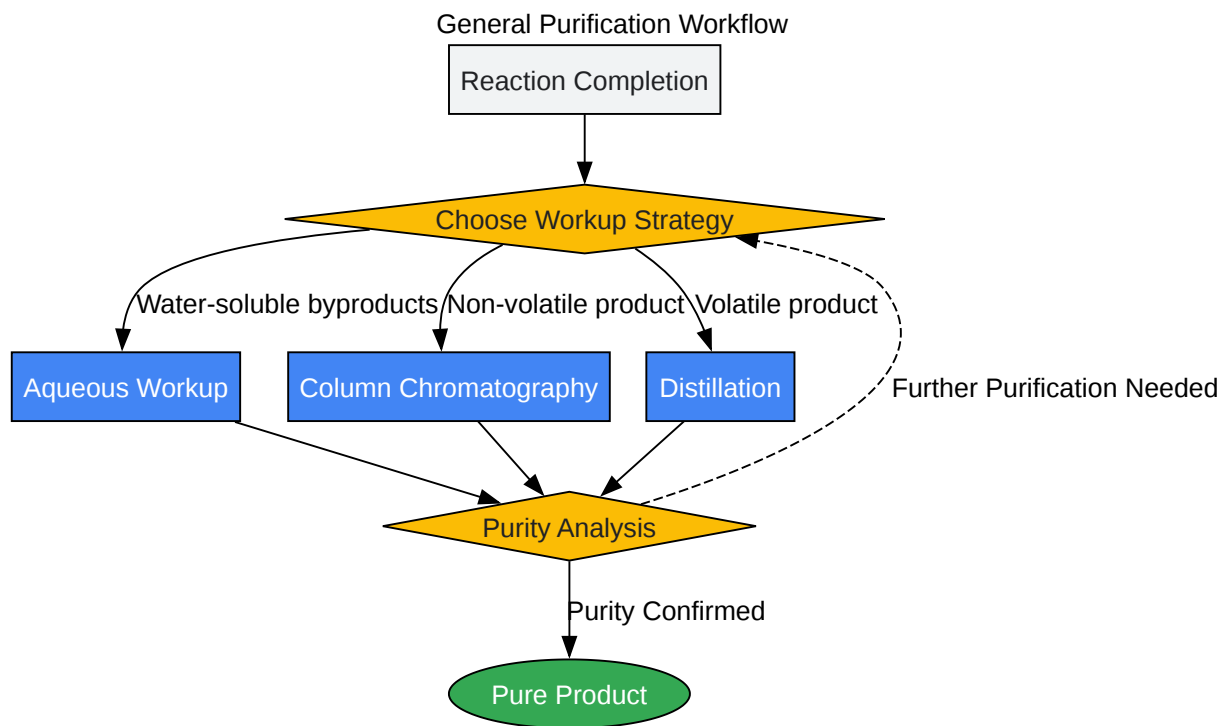 General Purification Workflow
Reaction Completion
Choose Workup Strategy
Water-soluble byproducts
Non-volatile product
Volatile product
Aqueous Workup
Column Chromatography
Distillation
Further Purification Needed
Purity Analysis
Purity Confirmed
Pure Product